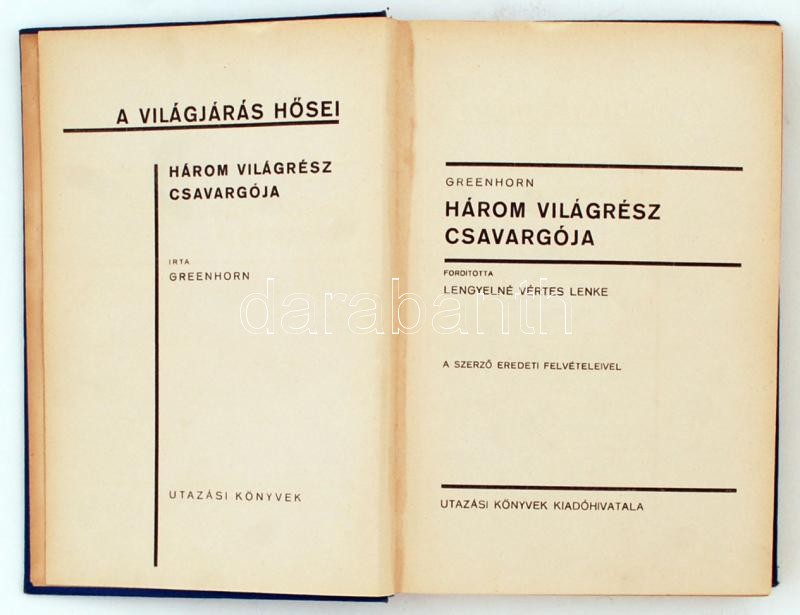 A VILÁGJÁRÁS HŐSEI
HÁROM VILÁGRÉSZ
CSAVARGÓJA
IRTA
GREENHORN
UTAZÁSI KÖNYVEK
GREENHORN
HÁROM VILÁGRÉSZ
CSAVARGÓJA
FORDITOTTA
LENGYELNÉ VÉRTES LENKE
A SZERZŐ EREDETI FELVÉTELEIVEL
UTAZÁSI KÖNYVEK KIADÓHIVATALA
darabanth